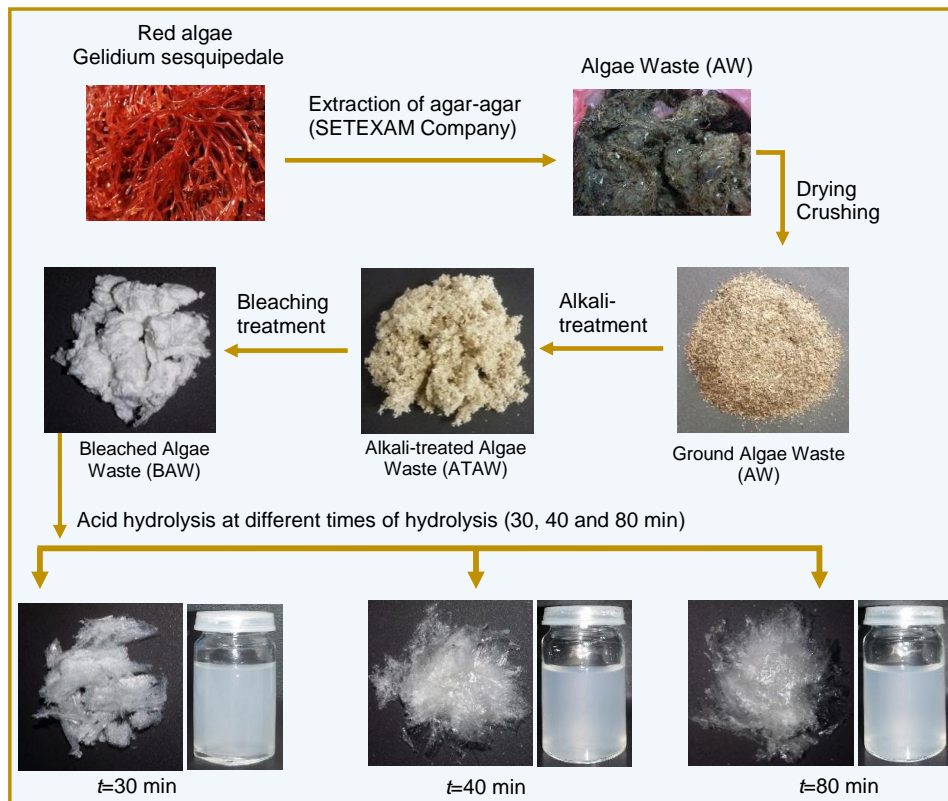 Red algae
Gelidium sesquipedale
Extraction of agar-agar
(SETEXAM Company)
Algae Waste (AW)
Drying
Crushing
Bleaching
treatment
Alkali-
treatment
Bleached Algae
Waste (BAW)
Alkali-treated Algae
Waste (ATAW)
Ground Algae Waste
(AW)
Acid hydrolysis at different times of hydrolysis (30, 40 and 80 min)
t=30 min
t=40 min
t=80 min